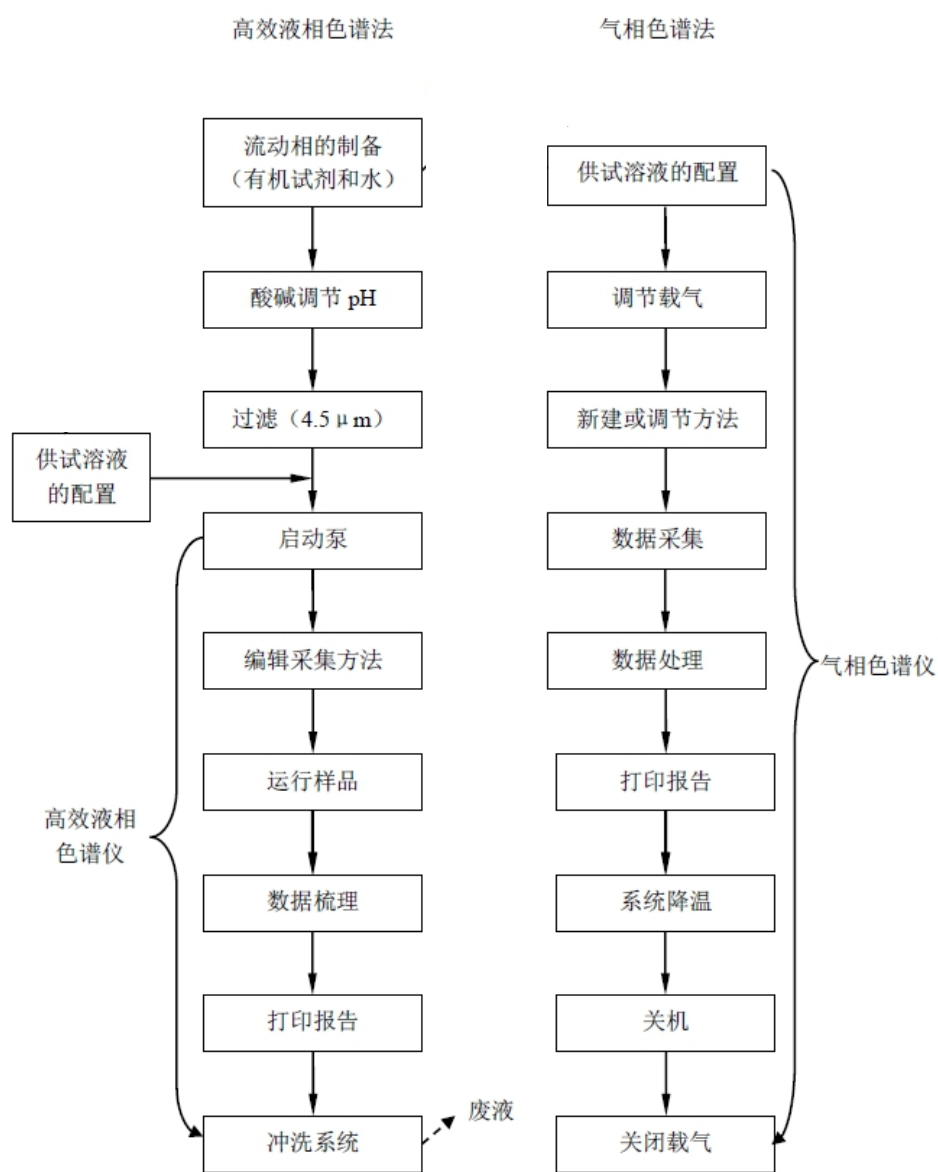 高效液相色谱法
气相色谱法
流动相的制备
（有机试剂和水）
酸碱调节 pH
过滤（4.5μm）
供试溶液
的配置
启动泵
编辑采集方法
运行样品
高效液相
色谱仪
数据梳理
打印报告
冲洗系统
废液
供试溶液的配置
调节载气
新建或调节方法
数据采集
数据处理
气相色谱仪
打印报告
系统降温
关机
关闭载气